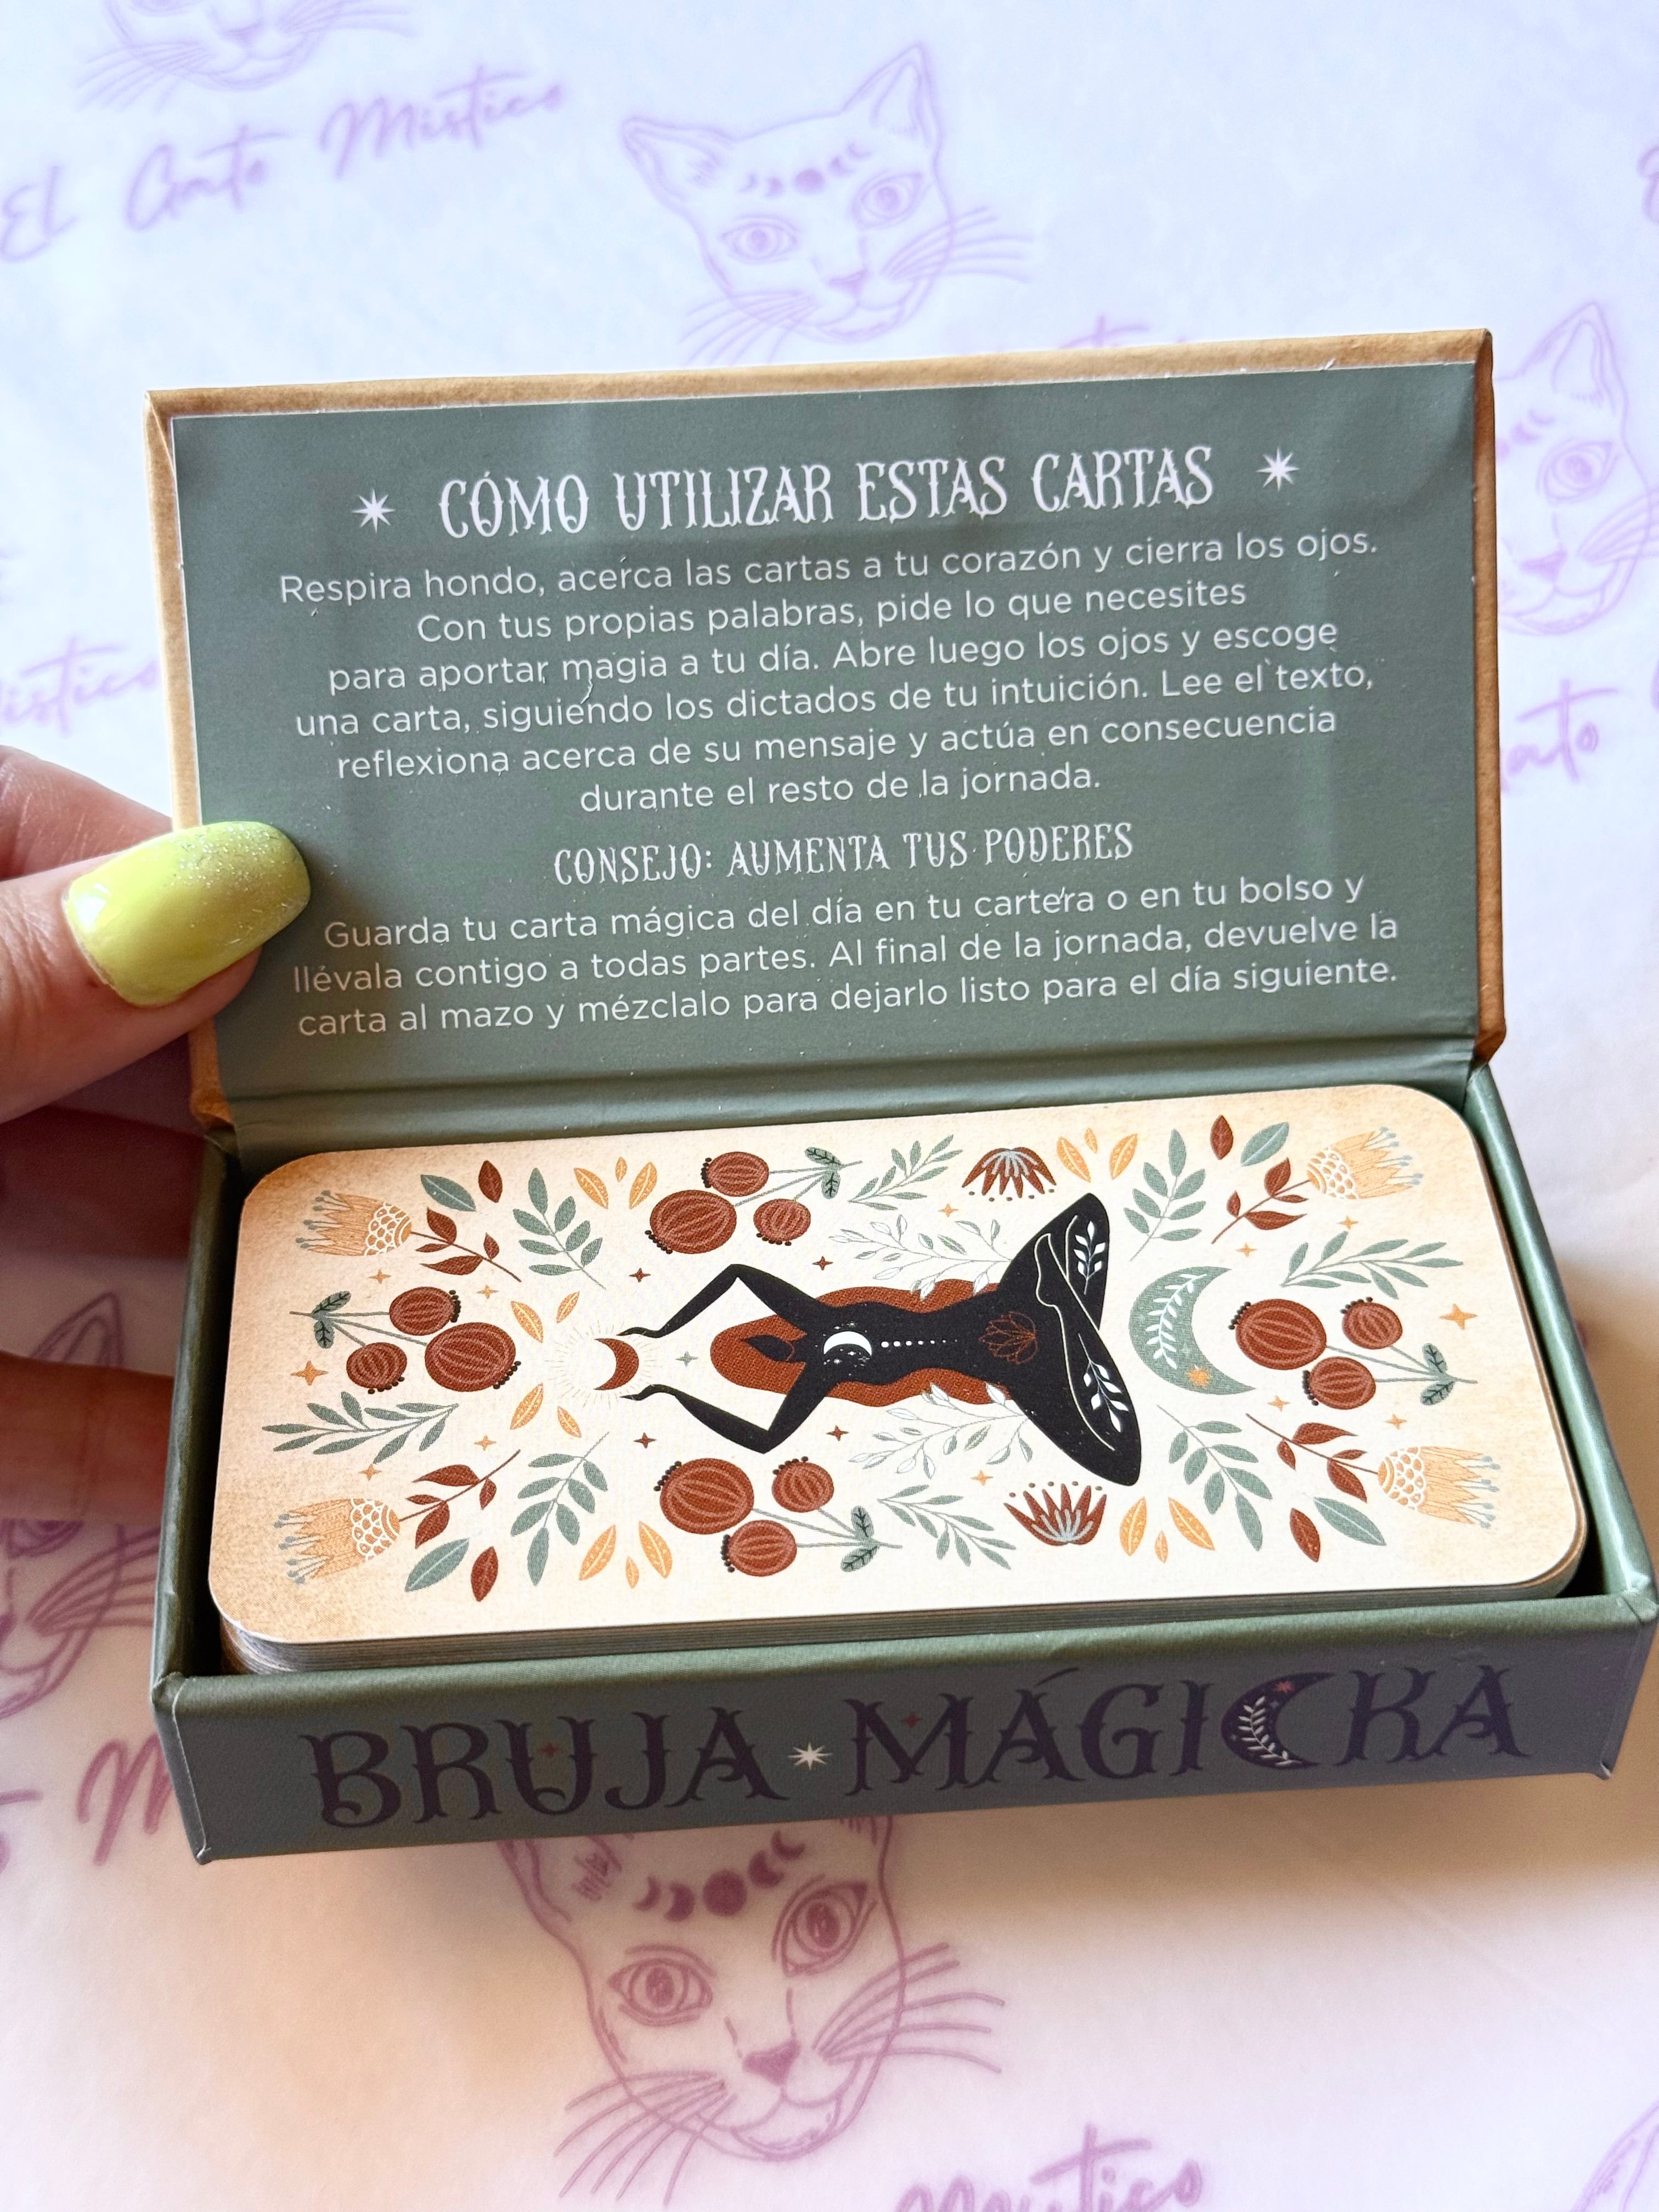 El Gato Mistico
CÓMO UTILIZAR ESTAS CARTAS
Respira hondo, acerca las cartas a tu corazón y cierra los ojos.
Con tus propias palabras, pide lo que necesites
para aportar magia a tu día. Abre luego los ojos y escoge
una carta, siguiendo los dictados de tu intuición. Lee el texto,
reflexiona acerca de su mensaje y actúa en consecuencia
durante el resto de la jornada.
CONSEJO: AUMENTA TUS PODERES
Guarda tu carta mágica del día en tu cartera o en tu bolso y
llévala contigo a todas partes. Al final de la jornada, devuelve la
carta al mazo y mézclalo para dejarlo listo para el día siguiente.
BRUJA MÁGICKA
Mistico